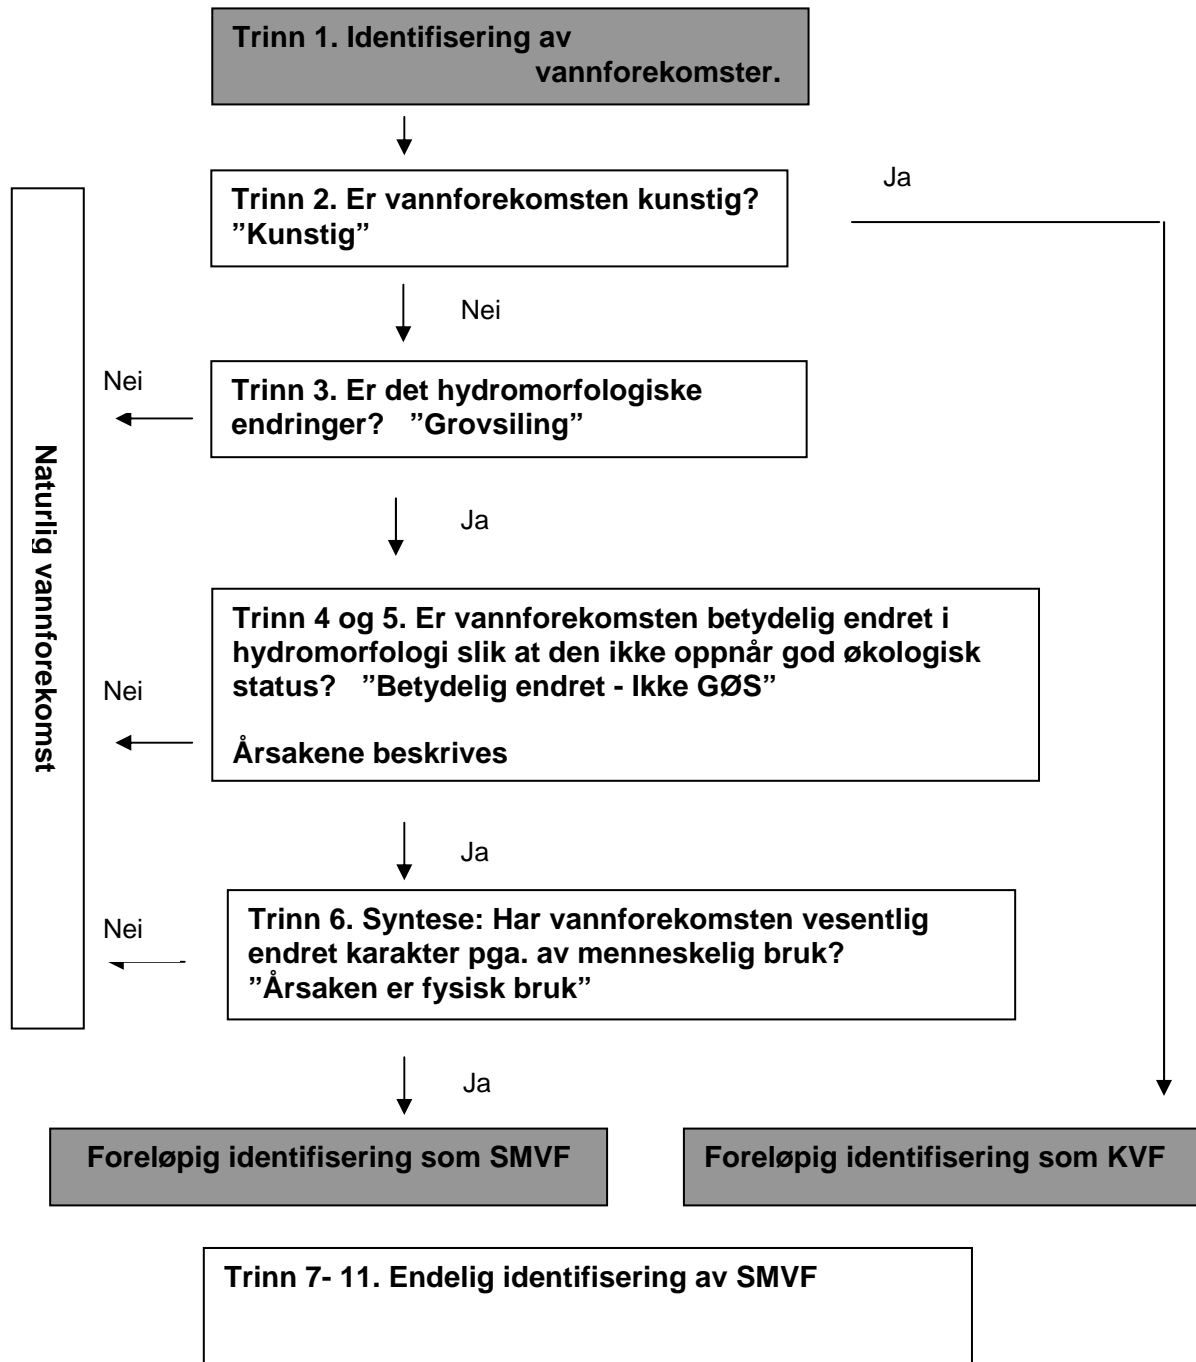 Trinn 1. Identifisering av
vannforekomster.
Trinn 2. Er vannforekomsten kunstig?
”Kunstig”
Ja
Nei
Trinn 3. Er det hydromorfologiske
endringer? ”Grovsiling”
Nei
Ja
Naturlig vannforekomst
Trinn 4 og 5. Er vannforekomsten betydelig endret i
hydromorfologi slik at den ikke oppnår god økologisk
status? ”Betydelig endret - Ikke GØS”
Årsakene beskrives
Nei
Ja
Trinn 6. Syntese: Har vannforekomsten vesentlig
endret karakter pga. av menneskelig bruk?
”Årsaken er fysisk bruk”
Nei
Ja
Foreløpig identifisering som SMVF
Foreløpig identifisering som KVF
Trinn 7- 11. Endelig identifisering av SMVF